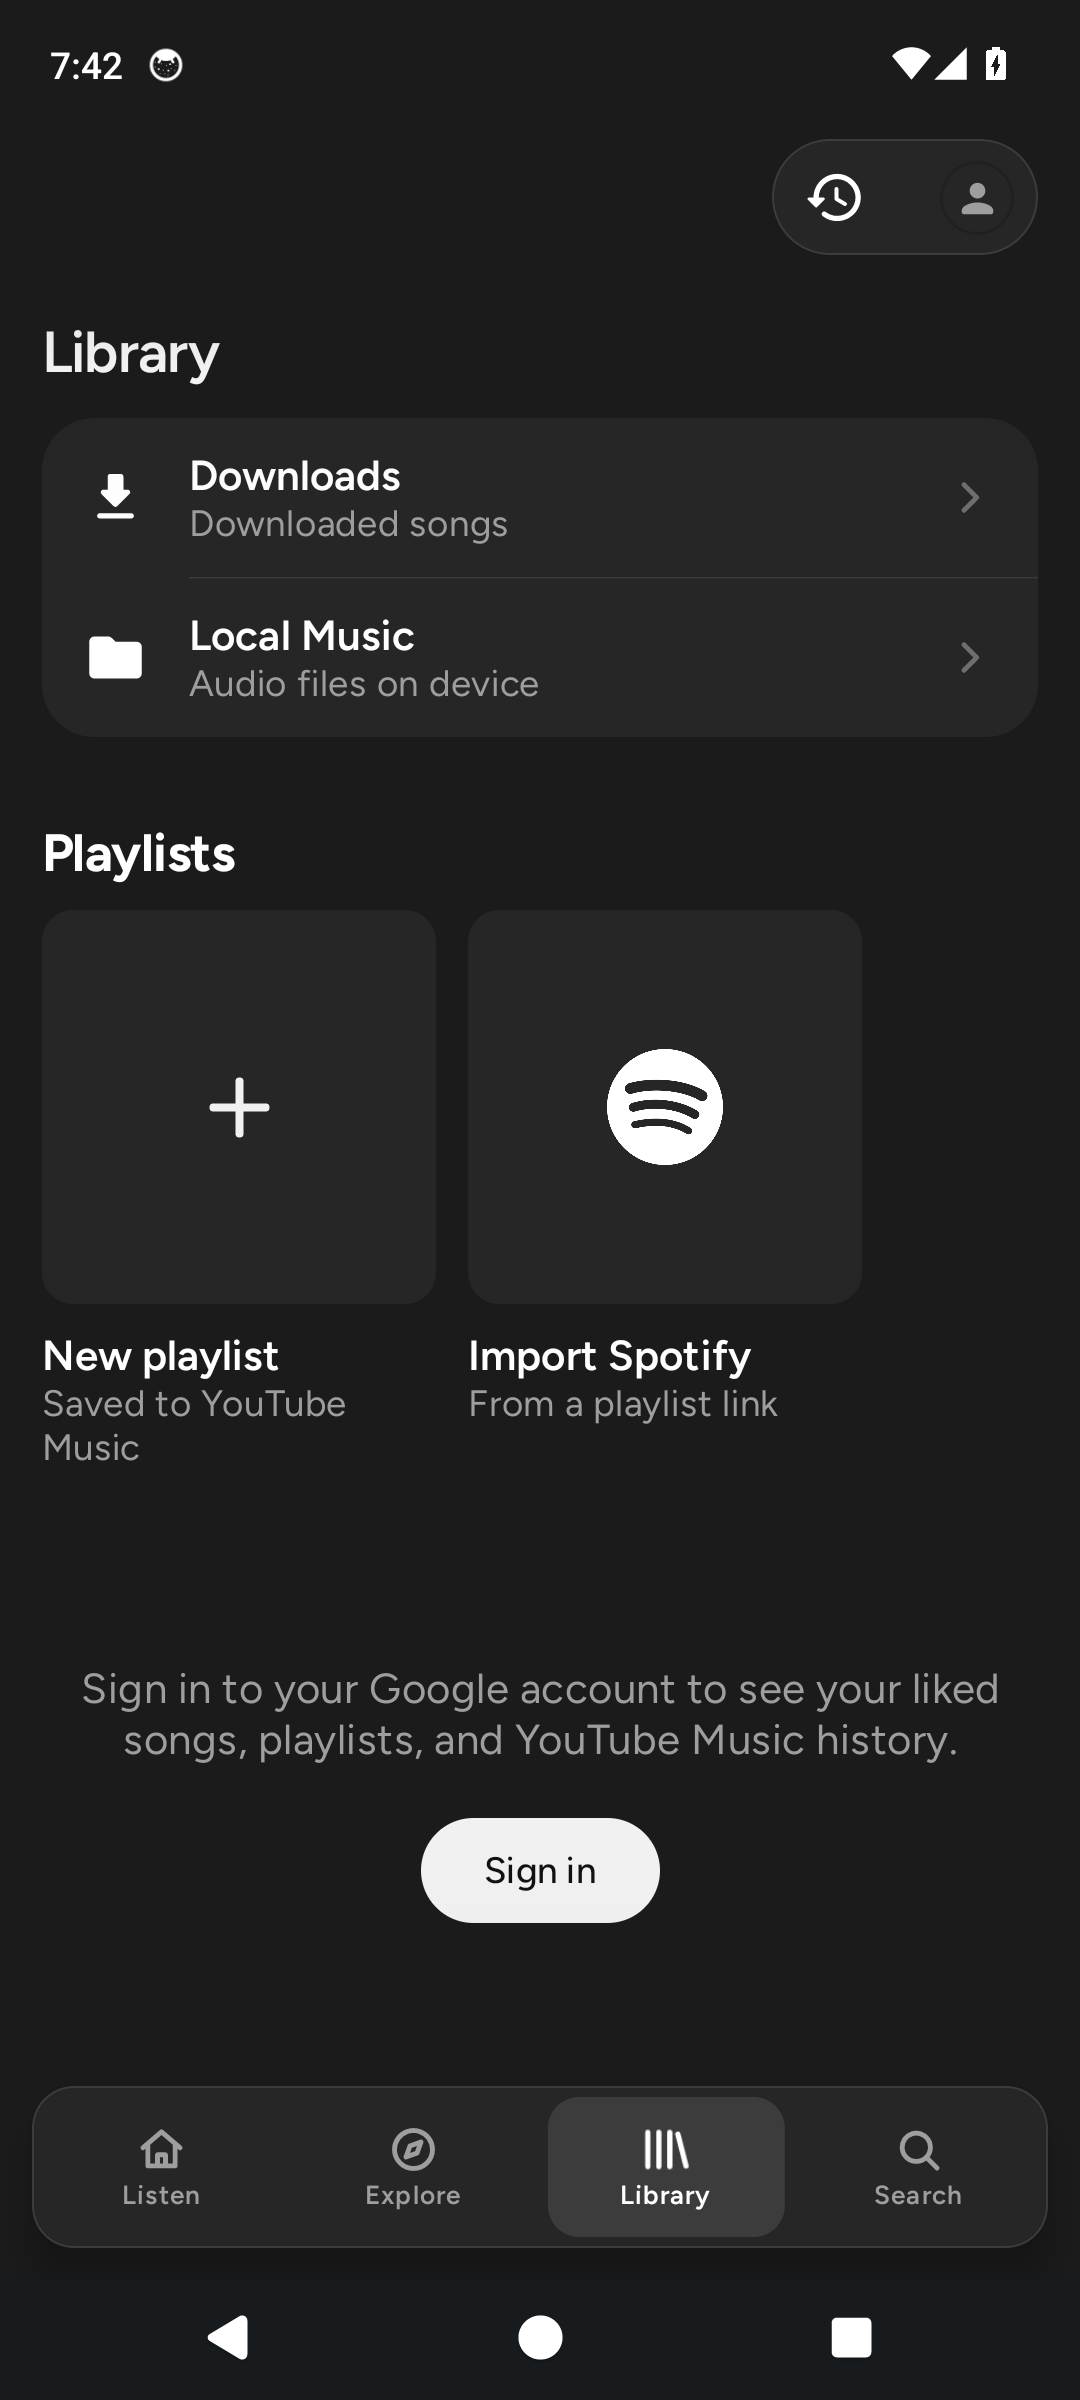 7:42
Library
Downloads
Downloaded songs
Local Music
Audio files on device
Playlists
New playlist
Saved to YouTube
Music
Import Spotify
From a playlist link
Sign in to your Google account to see your liked
songs, playlists, and YouTube Music history.
Sign in
Listen
Explore
Library
Search